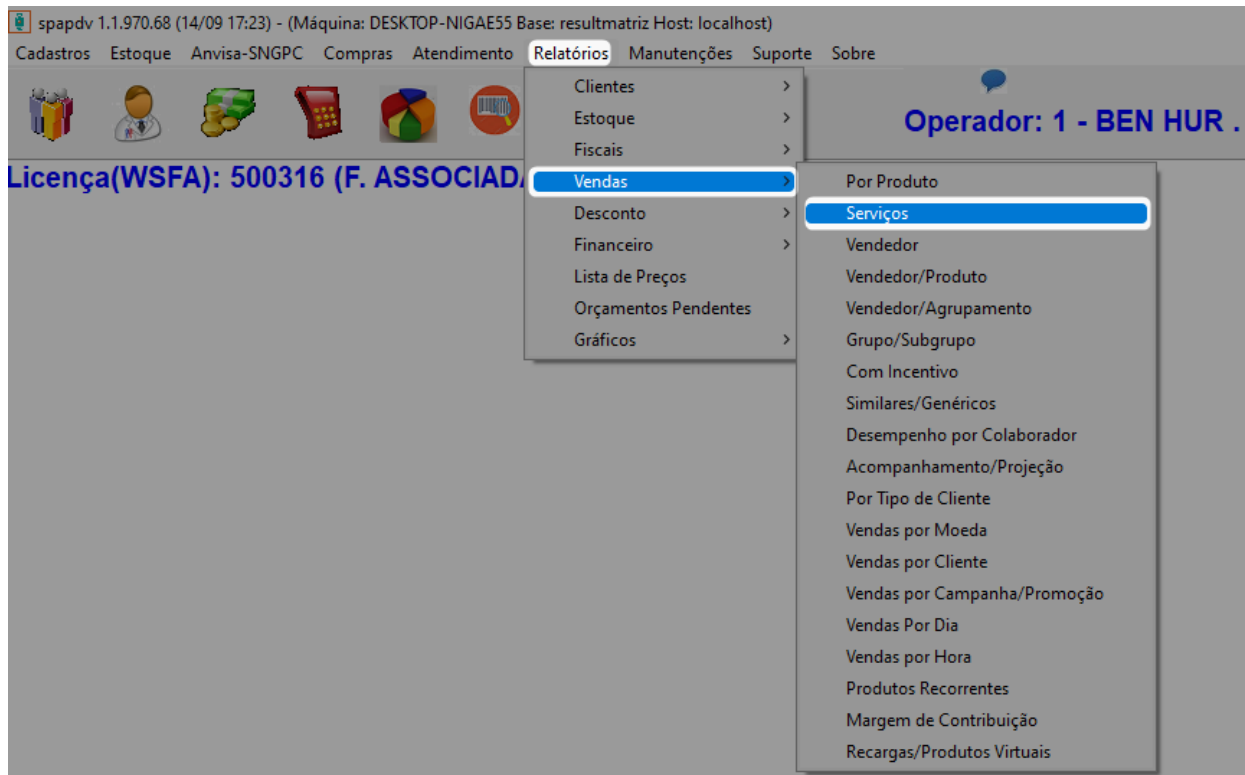 spapdv 1.1.970.68 (14/09 17:23) - (Máquina: DESKTOP-NIGAE55 Base: resultmatriz Host: localhost)
Cadastros Estoque Anvisa-SNGPC Compras Atendimento Relatórios Manutenções Suporte Sobre
Operador: 1 - BEN HUR .
Licença(WSFA): 500316 (F. ASSOCIADA
Clientes
Estoque
Fiscais
Vendas
Desconto
Financeiro
Lista de Preços
Orçamentos Pendentes
Gráficos
Por Produto
Serviços
Vendedor
Vendedor/Produto
Vendedor/Agrupamento
Grupo/Subgrupo
Com Incentivo
Similares/Genéricos
Desempenho por Colaborador
Acompanhamento/Projeção
Por Tipo de Cliente
Vendas por Moeda
Vendas por Cliente
Vendas por Campanha/Promoção
Vendas Por Dia
Vendas por Hora
Produtos Recorrentes
Margem de Contribuição
Recargas/Produtos Virtuais